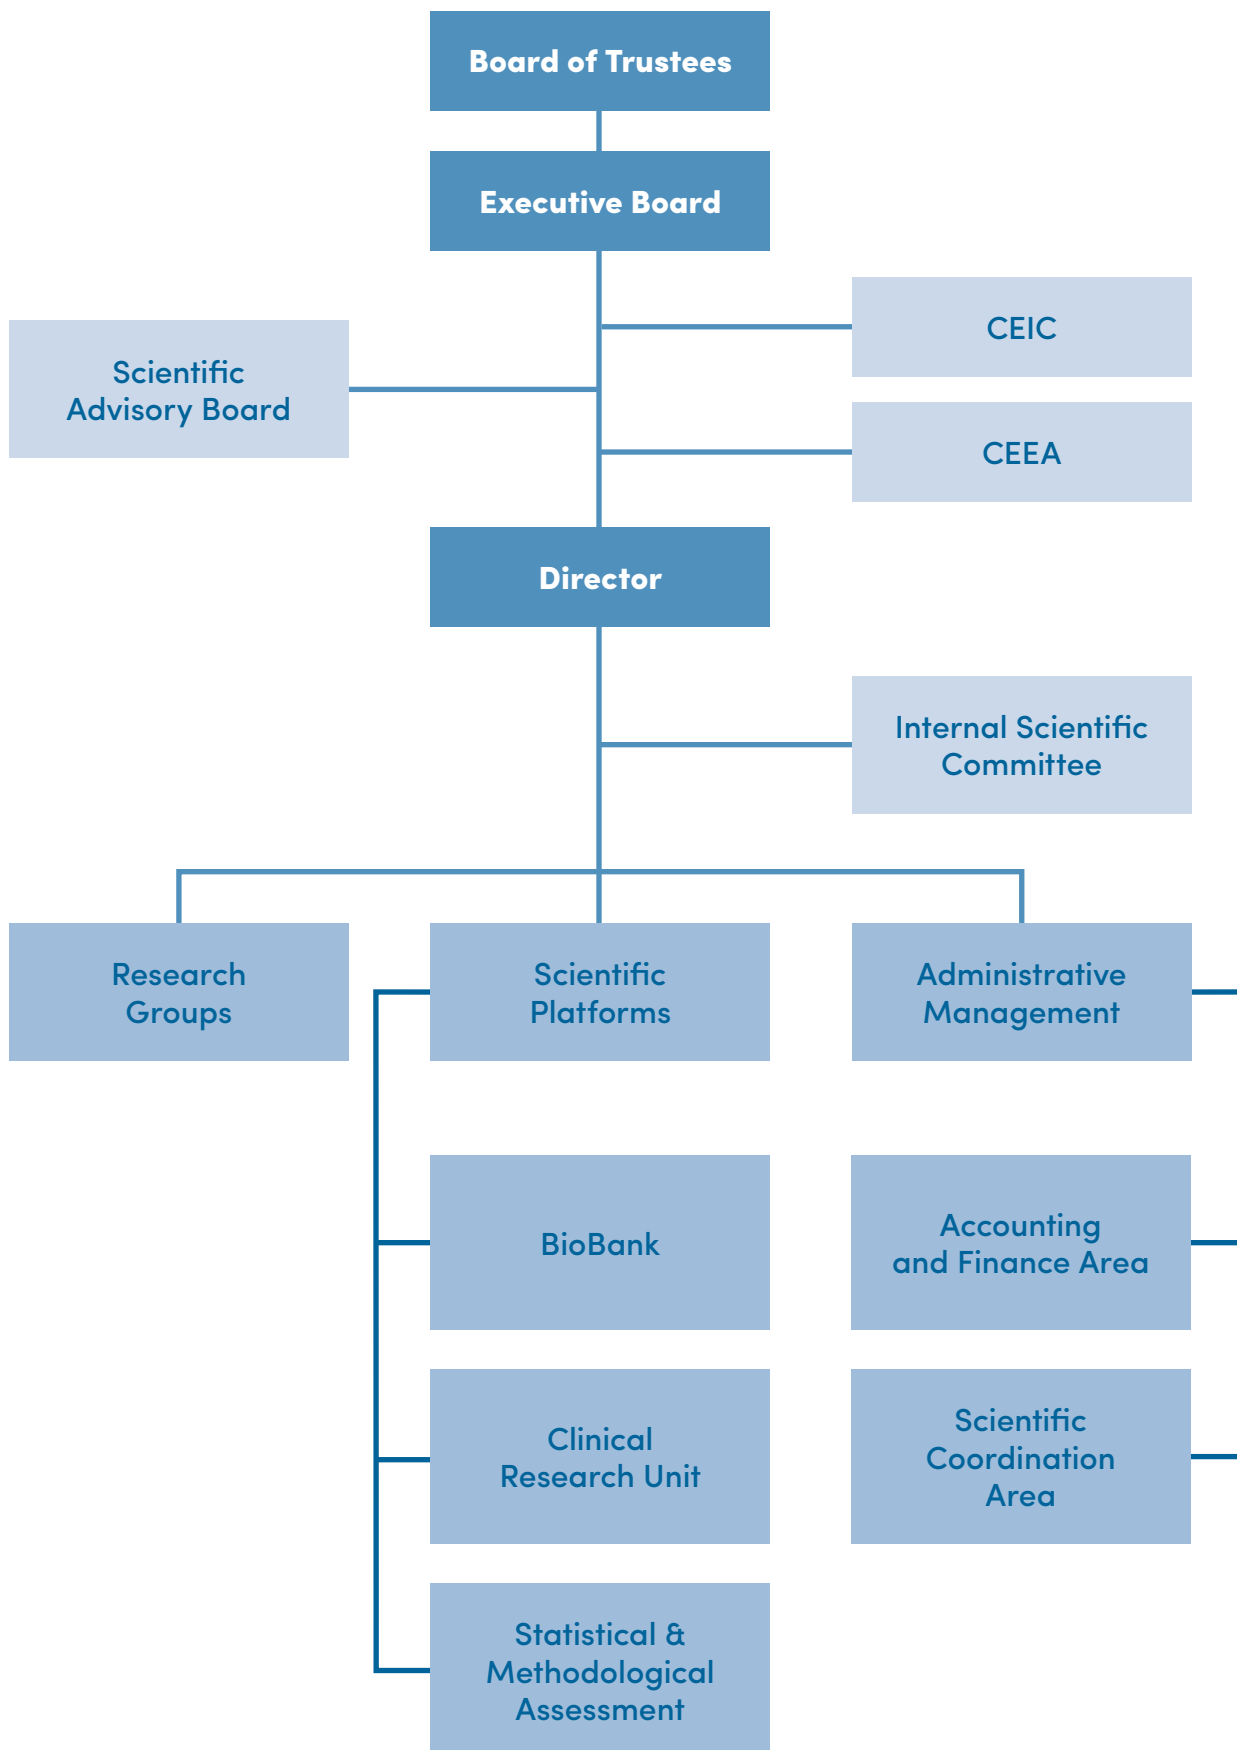 Board of Trustees
Executive Board
CEIC
Scientific
Advisory Board
CEEA
Director
Internal Scientific
Committee
Research
Groups
Scientific
Platforms
Administrative
Management
BioBank
Accounting
and Finance Area
Clinical
Research Unit
Scientific
Coordination
Area
Statistical &
Methodological
Assessment